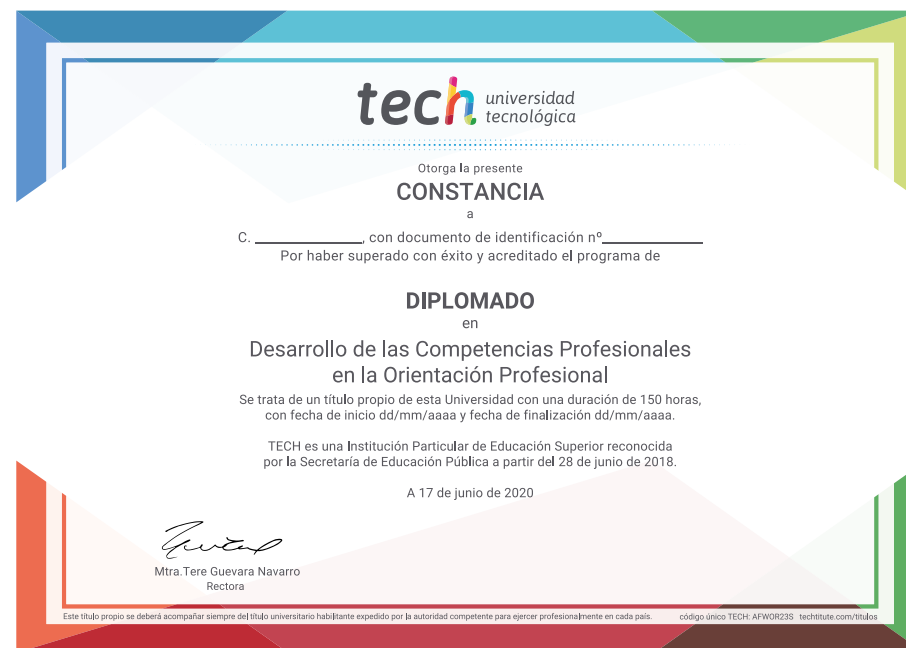 tech universidad
tecnológica
Otorga la presente
CONSTANCIA
a
C. ______________, con documento de identificación nº_____________
Por haber superado con éxito y acreditado el programa de
DIPLOMADO
en
Desarrollo de las Competencias Profesionales
en la Orientación Profesional
Se trata de un título propio de esta Universidad con una duración de 150 horas,
con fecha de inicio dd/mm/aaaa y fecha de finalización dd/mm/aaaa.
TECH es una Institución Particular de Educación Superior reconocida
por la Secretaría de Educación Pública a partir del 28 de junio de 2018.
A 17 de junio de 2020
Mtra.Tere Guevara Navarro
Rectora
Este título propio se deberá acompañar siempre del título universitario habilitante expedido por la autoridad competente para ejercer profesionalmente en cada país. código único TECH: AFWOR23S techtitute.com/titulos